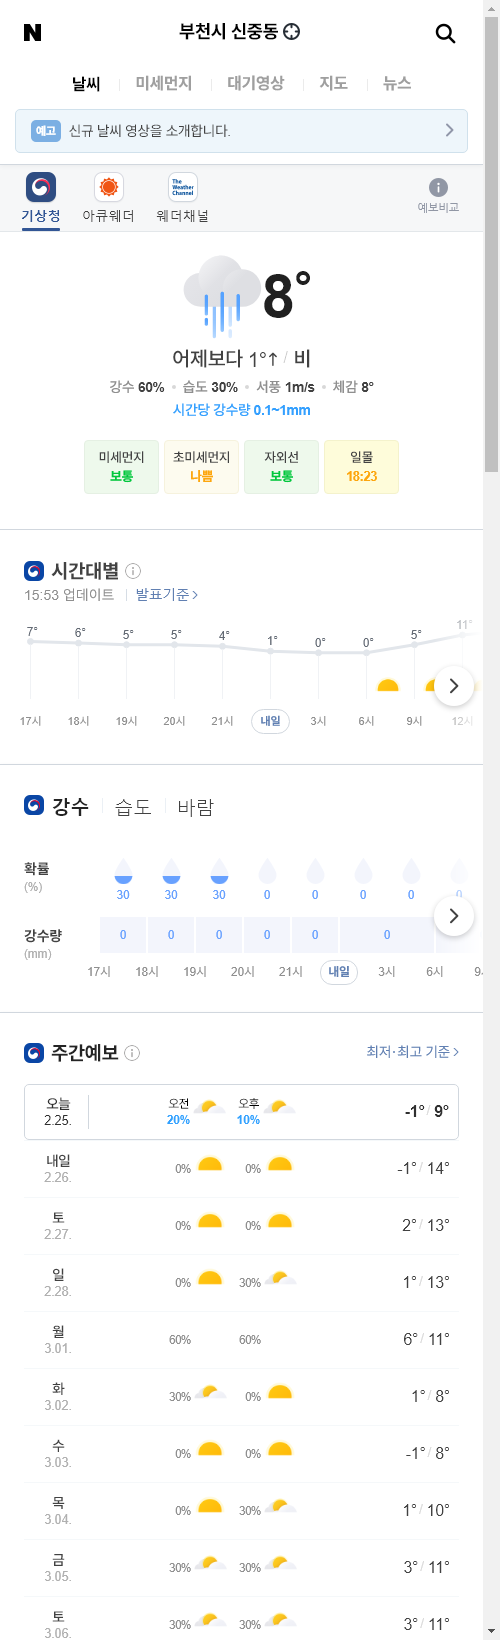 N
부천시 신중동
날씨 미세먼지 대기영상 지도 뉴스
예고 신규 날씨 영상을 소개합니다.
The Weather Channel
기상청 아큐웨더 웨더채널 예보비교
8°
어제보다 1°↑ / 비
강수 60% 습도 30% 서풍 1m/s 체감 8°
시간당 강수량 0.1~1mm
미세먼지 초미세먼지 자외선 일몰
보통 나쁨 보통 18:23
시간대별
15:53 업데이트 발표기준
7° 6° 5° 5° 4° 1° 0° 0° 5° 11°
17시 18시 19시 20시 21시 내일 3시 6시 9시 12시
강수 습도 바람
확률
(%)
30 30 30 0 0 0 0 0
강수량
(mm)
0 0 0 0 0 0
17시 18시 19시 20시 21시 내일 3시 6시 9
주간예보 최저·최고 기준
오늘 2.25. 오전 20% 오후 10% -1° / 9°
내일 2.26. 0% 0% -1° / 14°
토 2.27. 0% 0% 2° / 13°
일 2.28. 0% 30% 1° / 13°
월 3.01. 60% 60% 6° / 11°
화 3.02. 30% 0% 1° / 8°
수 3.03. 0% 0% -1° / 8°
목 3.04. 0% 30% 1° / 10°
금 3.05. 30% 30% 3° / 11°
토 3.06. 30% 30% 3° / 11°